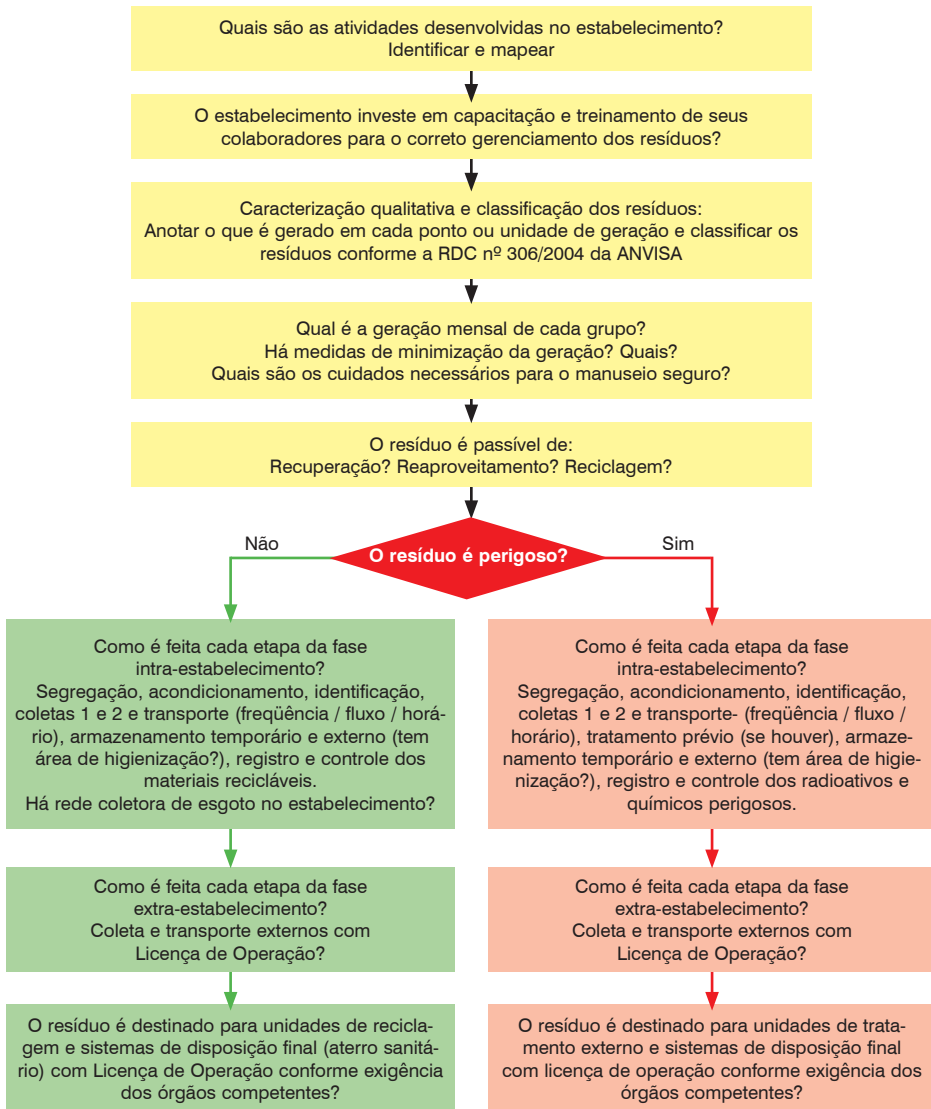 Quais são as atividades desenvolvidas no estabelecimento?
Identificar e mapear
O estabelecimento investe em capacitação e treinamento de seus
colaboradores para o correto gerenciamento dos resíduos?
Caracterização qualitativa e classificação dos resíduos:
Anotar o que é gerado em cada ponto ou unidade de geração e classificar os
resíduos conforme a RDC nº 306/2004 da ANVISA
Qual é a geração mensal de cada grupo?
Há medidas de minimização da geração? Quais?
Quais são os cuidados necessários para o manuseio seguro?
O resíduo é passível de:
Recuperação? Reaproveitamento? Reciclagem?
Não
O resíduo é perigoso?
Sim
Como é feita cada etapa da fase
intra-estabelecimento?
Segregação, acondicionamento, identificação,
coletas 1 e 2 e transporte (freqüência / fluxo / horá-
rio), armazenamento temporário e externo (tem
área de higienização?), registro e controle dos
materiais recicláveis.
Há rede coletora de esgoto no estabelecimento?
Como é feita cada etapa da fase
intra-estabelecimento?
Segregação, acondicionamento, identificação,
coletas 1 e 2 e transporte- (freqüência / fluxo /
horário), tratamento prévio (se houver), armaze-
namento temporário e externo (tem área de higie-
nização?), registro e controle dos radioativos e
químicos perigosos.
Como é feita cada etapa da fase
extra-estabelecimento?
Coleta e transporte externos com
Licença de Operação?
Como é feita cada etapa da fase
extra-estabelecimento?
Coleta e transporte externos com
Licença de Operação?
O resíduo é destinado para unidades de recicla-
gem e sistemas de disposição final (aterro sanitá-
rio) com Licença de Operação conforme exigência
dos órgãos competentes?
O resíduo é destinado para unidades de trata-
mento externo e sistemas de disposição final
com licença de operação conforme exigência dos
órgãos competentes?